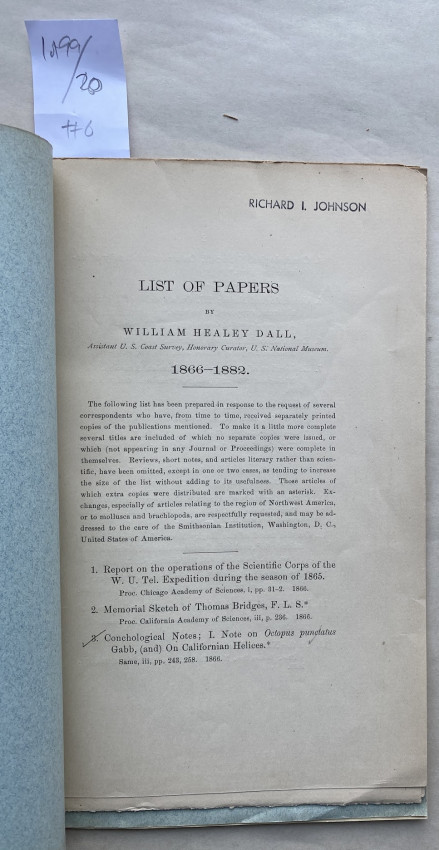 1899/20
#6
RICHARD I. JOHNSON
LIST OF PAPERS
BY
WILLIAM HEALEY DALL,
Assistant U. S. Coast Survey, Honorary Curator, U. S. National Museum.
1866–1882.
The following list has been prepared in response to the request of several
correspondents who have, from time to time, received separately printed
copies of the publications mentioned. To make it a little more complete
several titles are included of which no separate copies were issued, or
which (not appearing in any Journal or Proceedings) were complete in
themselves. Reviews, short notes, and articles literary rather than scien-
tific, have been omitted, except in one or two cases, as tending to increase
the size of the list without adding to its usefulness. Those articles of
which extra copies were distributed are marked with an asterisk. Ex-
changes, especially of articles relating to the region of Northwest America,
or to mollusca and brachiopoda, are respectfully requested, and may be ad-
dressed to the care of the Smithsonian Institution, Washington, D. C.,
United States of America.
1. Report on the operations of the Scientific Corps of the
W. U. Tel. Expedition during the season of 1865.
Proc. Chicago Academy of Sciences, i, pp. 31-2. 1866.
2. Memorial Sketch of Thomas Bridges, F. L. S.*
Proc. California Academy of Sciences, iii, p. 236. 1866.
3. Conchological Notes; I. Note on Octopus punctatus
Gabb, (and) On Californian Helices.*
Same, iii, pp. 243, 258. 1866.